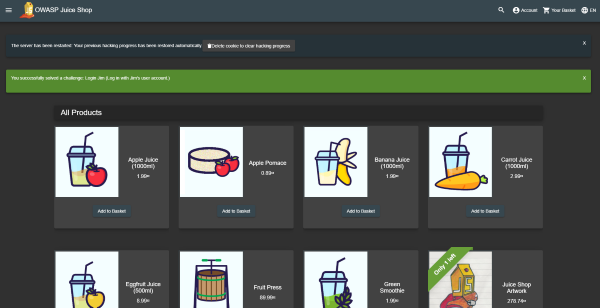 OWASP Juice Shop
Account
Your Basket
EN
The server has been restarted: Your previous hacking progress has been restored automatically.
Delete cookie to clear hacking progress
X
You successfully solved a challenge: Login Jim (Log in with Jim's user account.)
X
All Products
Apple Juice
(1000ml)
1.99¤
Add to Basket
Apple Pomace
0.89¤
Add to Basket
Banana Juice
(1000ml)
1.99¤
Add to Basket
Carrot Juice
(1000ml)
2.99¤
Add to Basket
Eggfruit Juice
(500ml)
8.99¤
Fruit Press
89.99¤
Green
Smoothie
1.99¤
Only 1 left
Juice Shop
Artwork
278.74¤